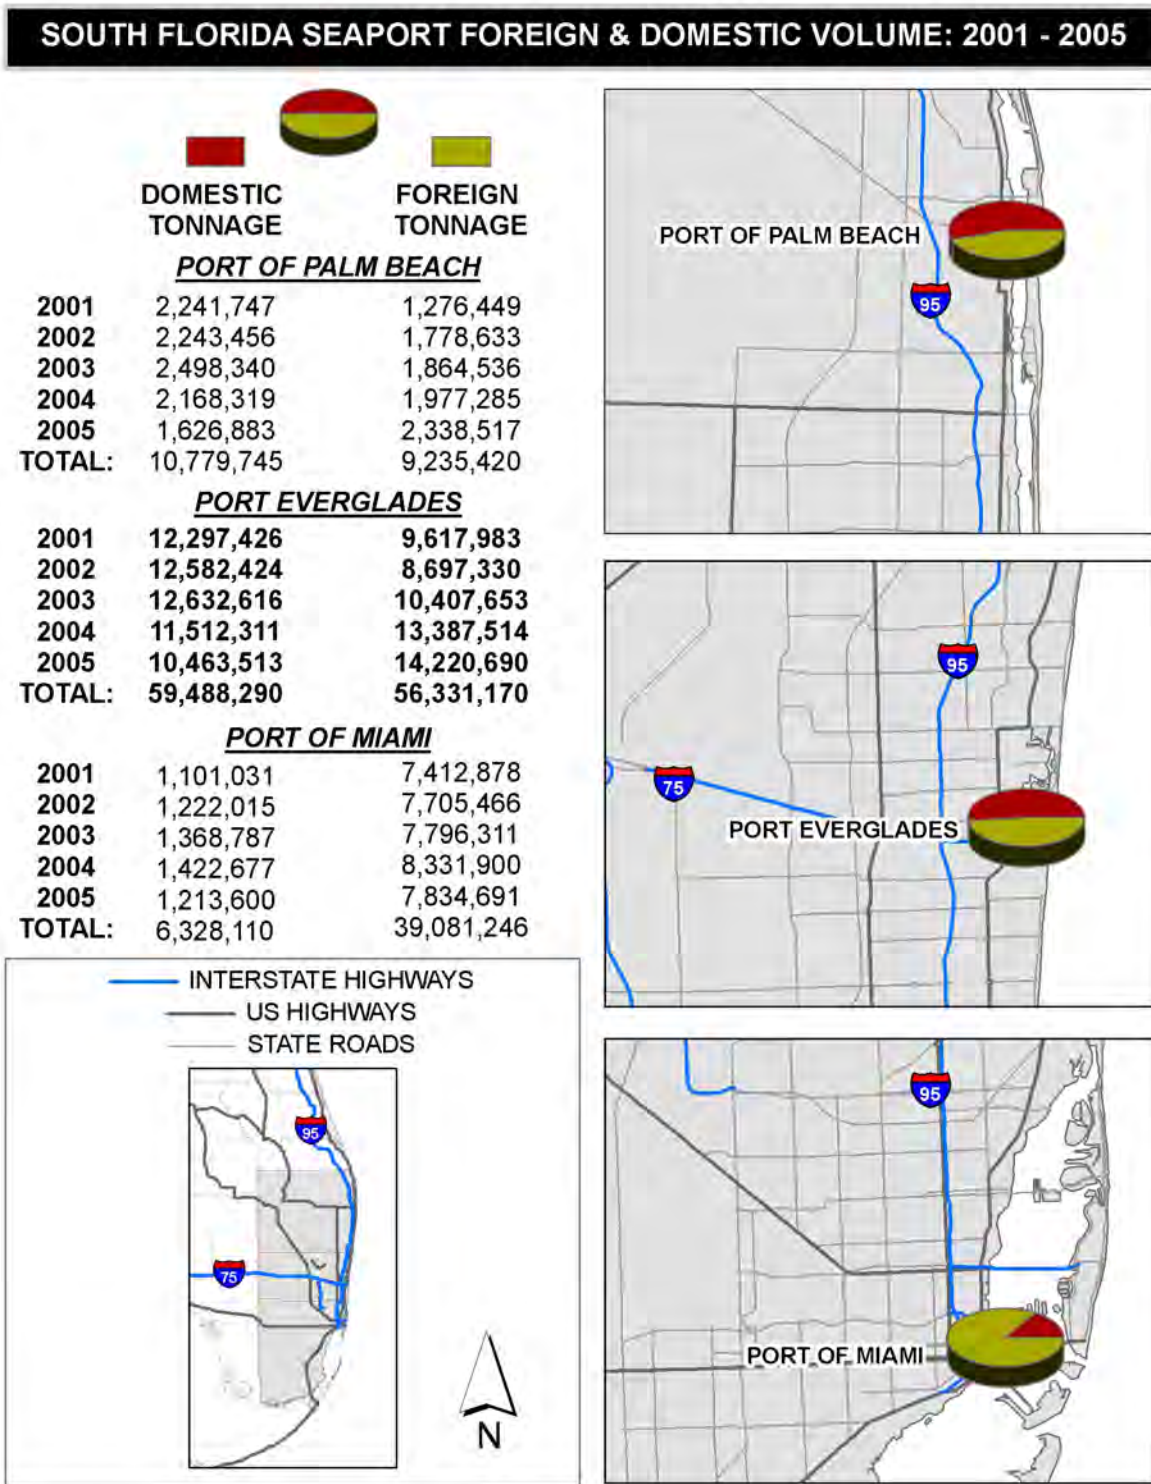 SOUTH FLORIDA SEAPORT FOREIGN & DOMESTIC VOLUME: 2001 - 2005
DOMESTIC TONNAGE
FOREIGN TONNAGE
PORT OF PALM BEACH
2001 2,241,747 1,276,449
2002 2,243,456 1,778,633
2003 2,498,340 1,864,536
2004 2,168,319 1,977,285
2005 1,626,883 2,338,517
TOTAL: 10,779,745 9,235,420
PORT EVERGLADES
2001 12,297,426 9,617,983
2002 12,582,424 8,697,330
2003 12,632,616 10,407,653
2004 11,512,311 13,387,514
2005 10,463,513 14,220,690
TOTAL: 59,488,290 56,331,170
PORT OF MIAMI
2001 1,101,031 7,412,878
2002 1,222,015 7,705,466
2003 1,368,787 7,796,311
2004 1,422,677 8,331,900
2005 1,213,600 7,834,691
TOTAL: 6,328,110 39,081,246
INTERSTATE HIGHWAYS
US HIGHWAYS
STATE ROADS
95
75
N
PORT OF PALM BEACH
95
95
75
PORT EVERGLADES
95
PORT OF MIAMI